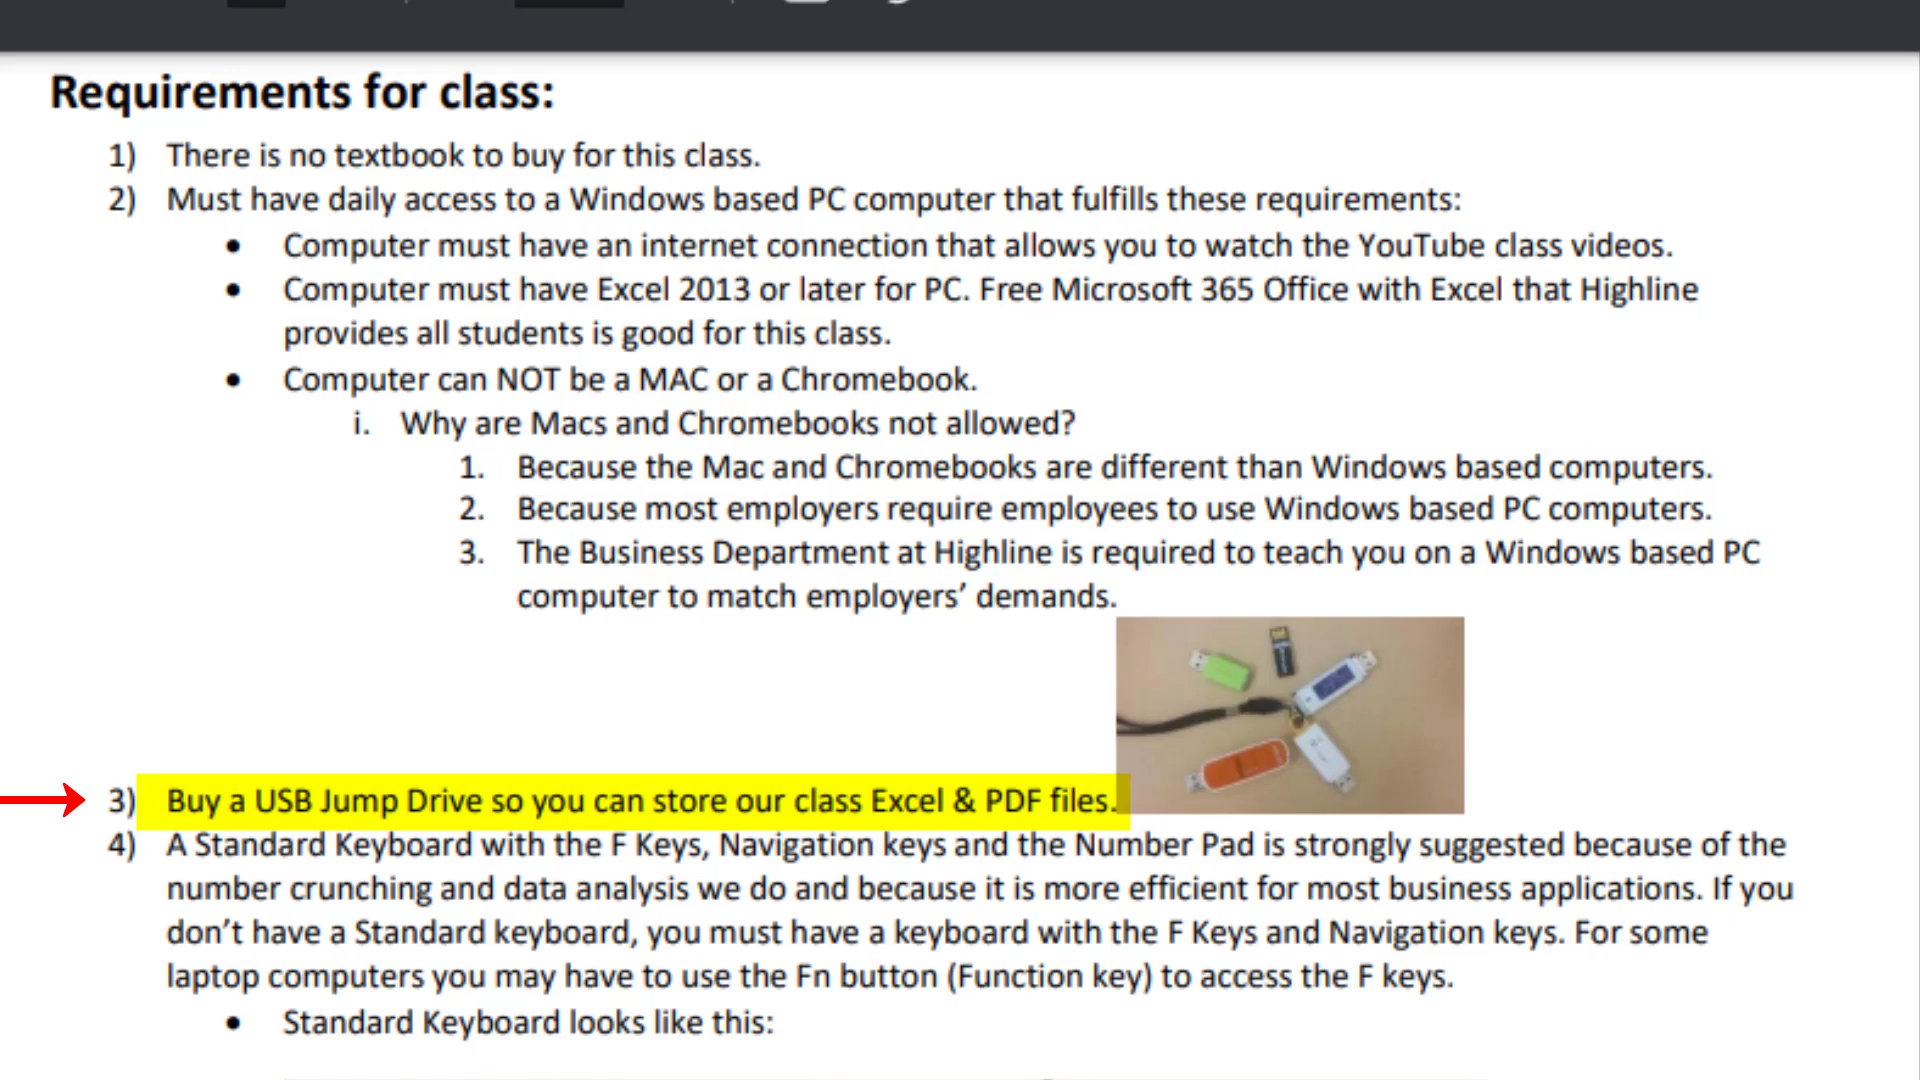 Requirements for class:
1) There is no textbook to buy for this class.
2) Must have daily access to a Windows based PC computer that fulfills these requirements:
• Computer must have an internet connection that allows you to watch the YouTube class videos.
• Computer must have Excel 2013 or later for PC. Free Microsoft 365 Office with Excel that Highline
provides all students is good for this class.
• Computer can NOT be a MAC or a Chromebook.
i. Why are Macs and Chromebooks not allowed?
1. Because the Mac and Chromebooks are different than Windows based computers.
2. Because most employers require employees to use Windows based PC computers.
3. The Business Department at Highline is required to teach you on a Windows based PC
computer to match employers’ demands.
3) Buy a USB Jump Drive so you can store our class Excel & PDF files.
4) A Standard Keyboard with the F Keys, Navigation keys and the Number Pad is strongly suggested because of the
number crunching and data analysis we do and because it is more efficient for most business applications. If you
don’t have a Standard keyboard, you must have a keyboard with the F Keys and Navigation keys. For some
laptop computers you may have to use the Fn button (Function key) to access the F keys.
• Standard Keyboard looks like this: